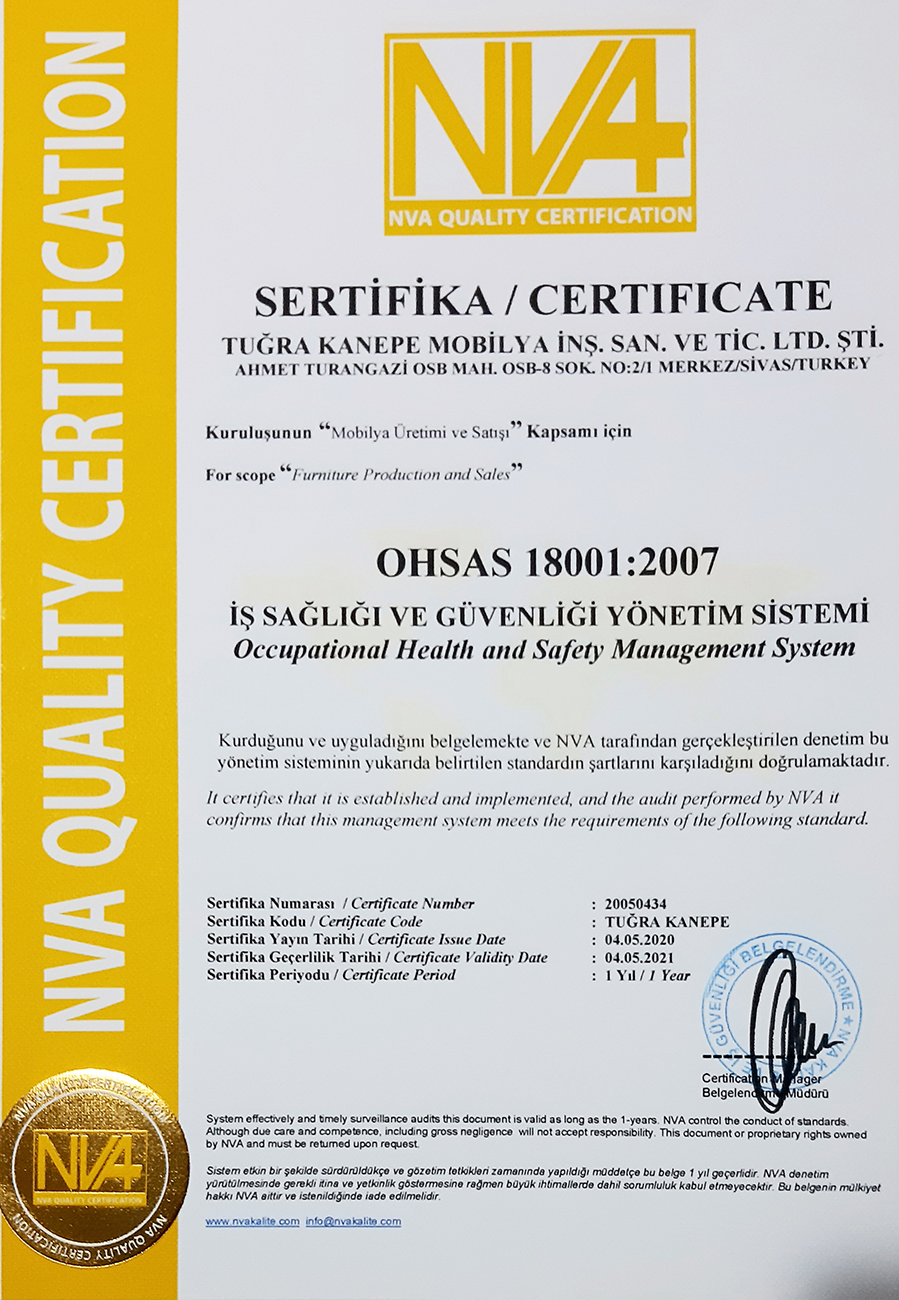 NVA QUALITY CERTIFICATION
NVA
NVA QUALITY CERTIFICATION
SERTİFİKA / CERTIFICATE
TUĞRA KANEPE MOBİLYA İNŞ. SAN. VE TİC. LTD. ŞTİ.
AHMET TURANGAZİ OSB MAH. OSB-8 SOK. NO:2/1 MERKEZ/SİVAS/TURKEY
Kuruluşunun “Mobilya Üretimi ve Satışı” Kapsamı için
For scope “Furniture Production and Sales”
OHSAS 18001:2007
İŞ SAĞLIĞI VE GÜVENLİĞİ YÖNETİM SİSTEMİ
Occupational Health and Safety Management System
Kurduğunu ve uyguladığını belgelemekte ve NVA tarafından gerçekleştirilen denetim bu
yönetim sisteminin yukarıda belirtilen standardın şartlarını karşıladığını doğrulamaktadır.
It certifies that it is established and implemented, and the audit performed by NVA it
confirms that this management system meets the requirements of the following standard.
Sertifika Numarası / Certificate Number : 20050434
Sertifika Kodu / Certificate Code : TUĞRA KANEPE
Sertifika Yayın Tarihi / Certificate Issue Date : 04.05.2020
Sertifika Geçerlilik Tarihi / Certificate Validity Date : 04.05.2021
Sertifika Periyodu / Certificate Period : 1 Yıl / 1 Year
GÜVENLİĞİ BELGELENDİRME ★ NVA
Certification Manager
Belgelendirme Müdürü
System effectively and timely surveillance audits this document is valid as long as the 1-years. NVA control the conduct of standards.
Although due care and competence, including gross negligence will not accept responsibility. This document or proprietary rights owned
by NVA and must be returned upon request.
Sistem etkin bir şekilde sürdürüldükçe ve gözetim tetkikleri zamanında yapıldığı müddetçe bu belge 1 yıl geçerlidir. NVA denetim
yürütülmesinde gerekli itina ve yetkinlik göstermesine rağmen büyük ihtimallerde dahil sorumluluk kabul etmeyecektir. Bu belgenin mülkiyet
hakkı NVA aittir ve istenildiğinde iade edilmelidir.
www.nvakalite.com info@nvakalite.com
NVA QUALITY CERTIFICATION
NVA
NVA QUALITY CERTIFICATION
NVA QUALITY CERTIFICATION